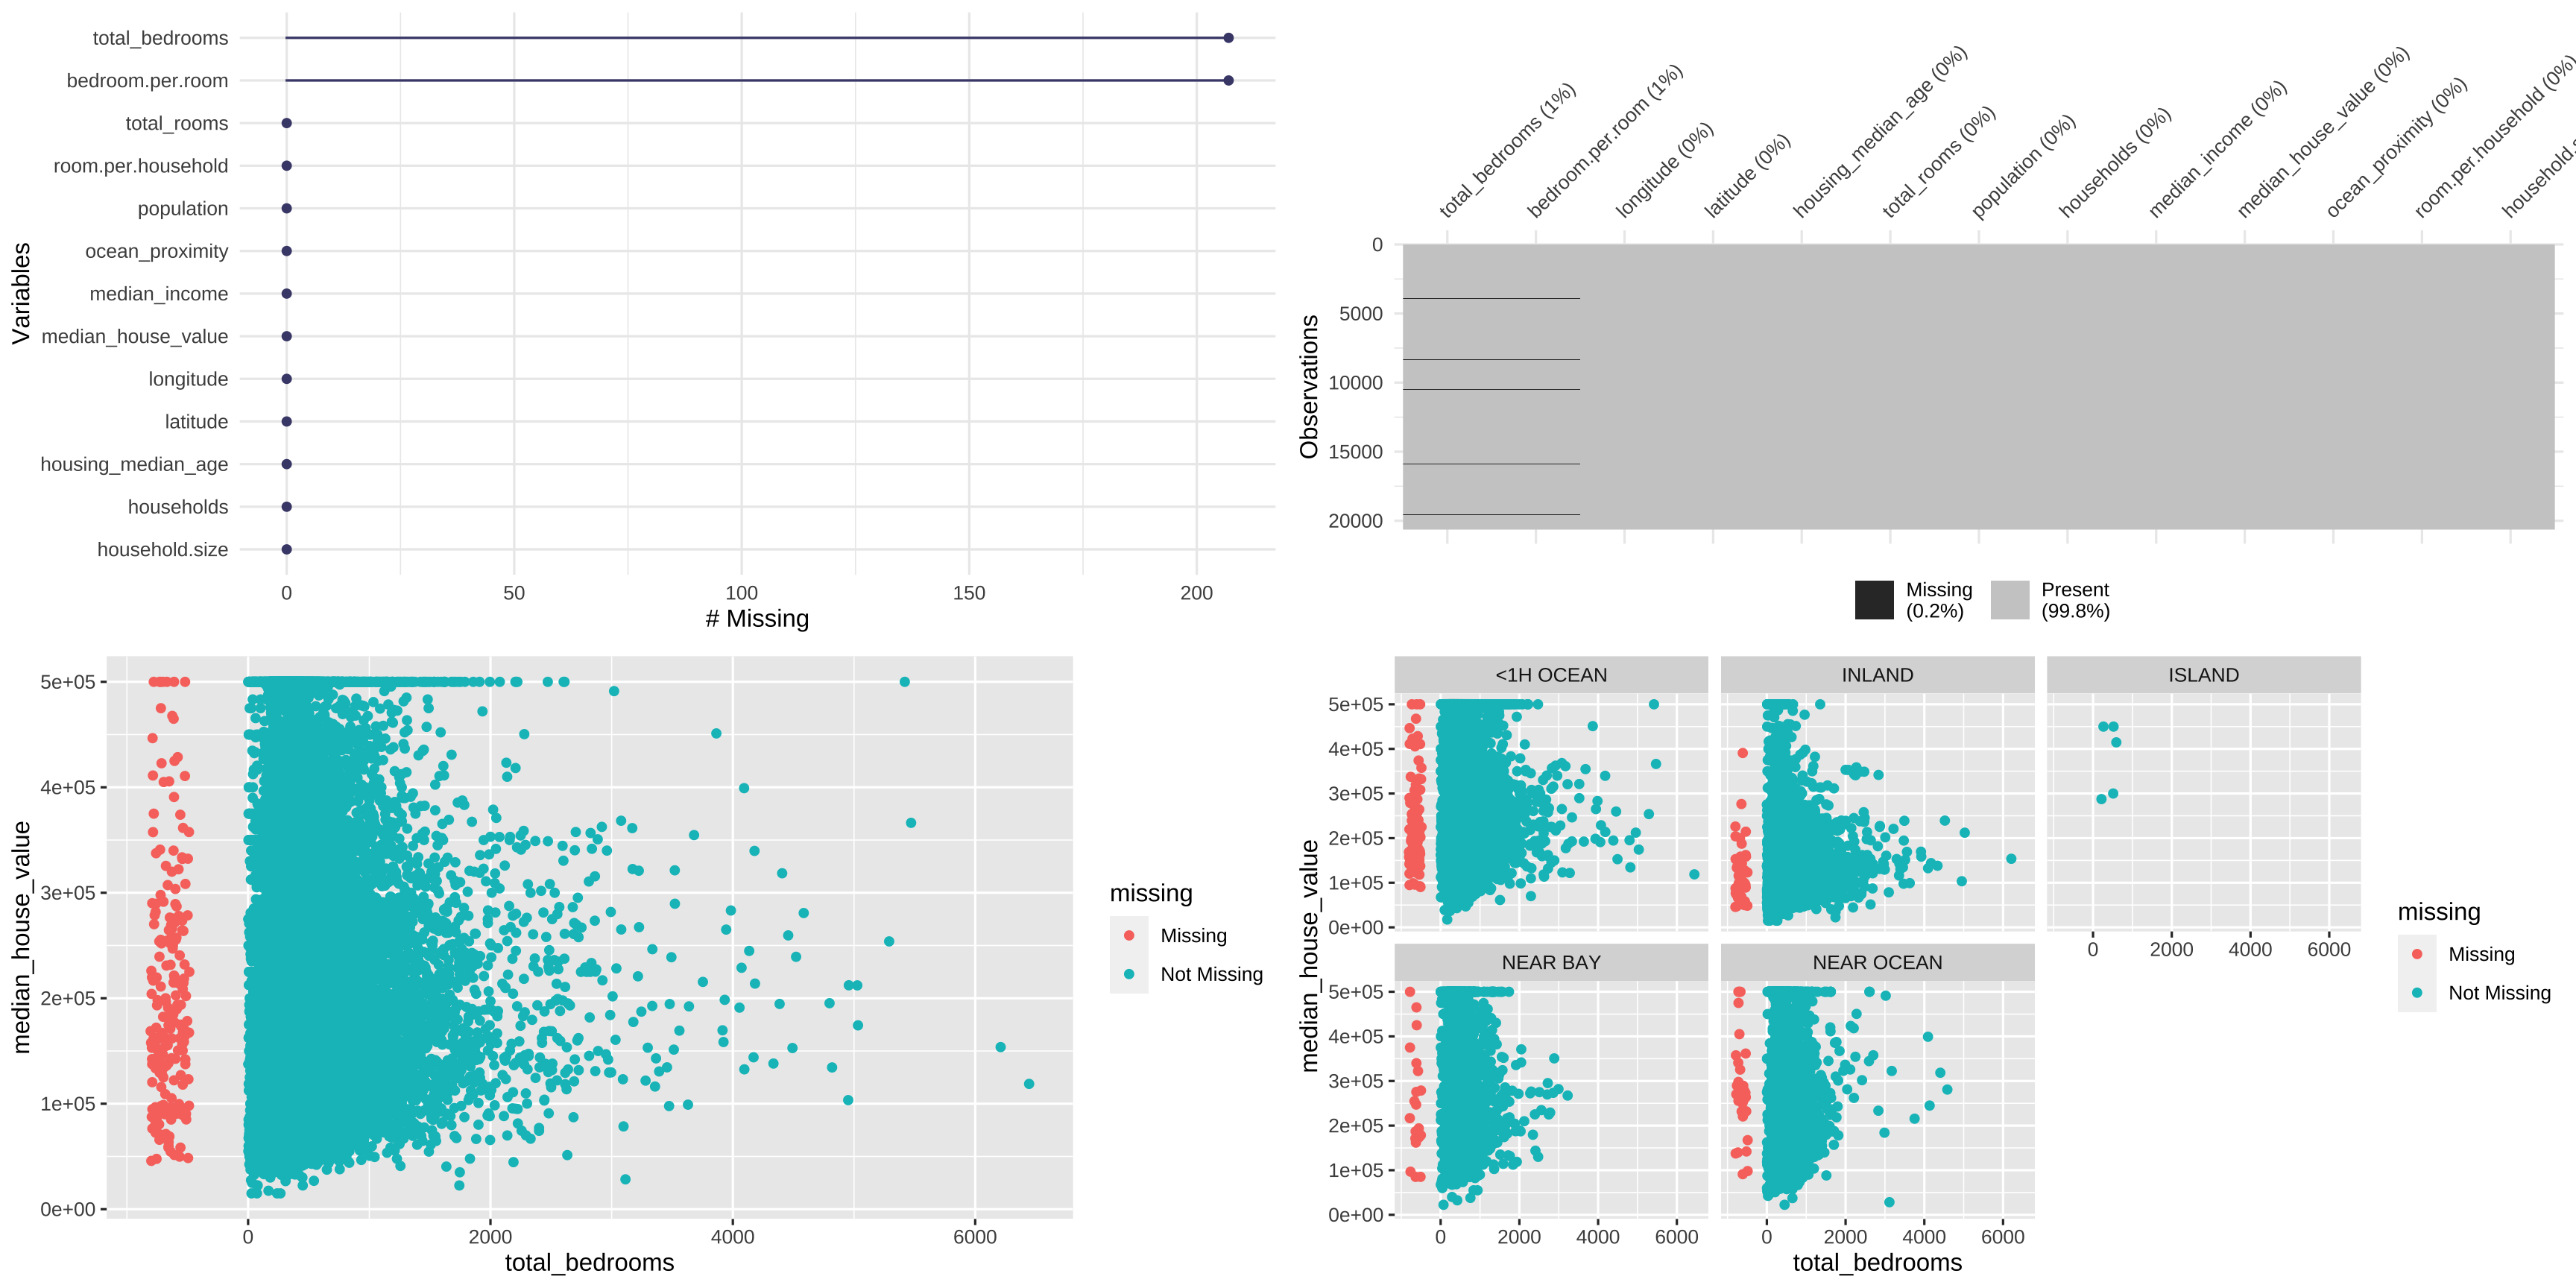 total_bedrooms
bedroom.per.room
total_rooms
room.per.household
population
ocean_proximity
median_income
median_house_value
longitude
latitude
housing_median_age
households
household.size
Variables
0 50 100 150 200
# Missing
total_bedrooms (1%)
bedroom.per.room (1%)
longitude (0%)
latitude (0%)
housing_median_age (0%)
total_rooms (0%)
population (0%)
households (0%)
median_income (0%)
median_house_value (0%)
ocean_proximity (0%)
room.per.household (0%)
household.s
0
5000
10000
15000
20000
Observations
Missing
(0.2%)
Present
(99.8%)
5e+05
4e+05
3e+05
2e+05
1e+05
0e+00
median_house_value
0 2000 4000 6000
total_bedrooms
missing
Missing
Not Missing
<1H OCEAN
INLAND
ISLAND
5e+05
4e+05
3e+05
2e+05
1e+05
0e+00
0 2000 4000 6000
NEAR BAY
NEAR OCEAN
5e+05
4e+05
3e+05
2e+05
1e+05
0e+00
median_house_value
0 2000 4000 6000
0 2000 4000 6000
total_bedrooms
missing
Missing
Not Missing